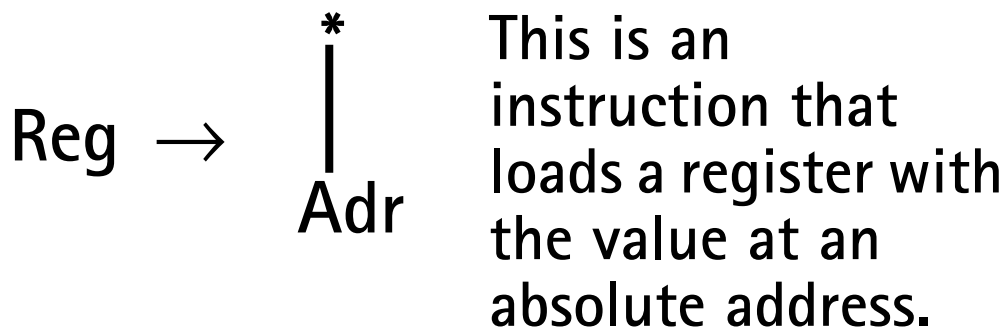 *
Reg →
Adr
This is an
instruction that
loads a register with
the value at an
absolute address.